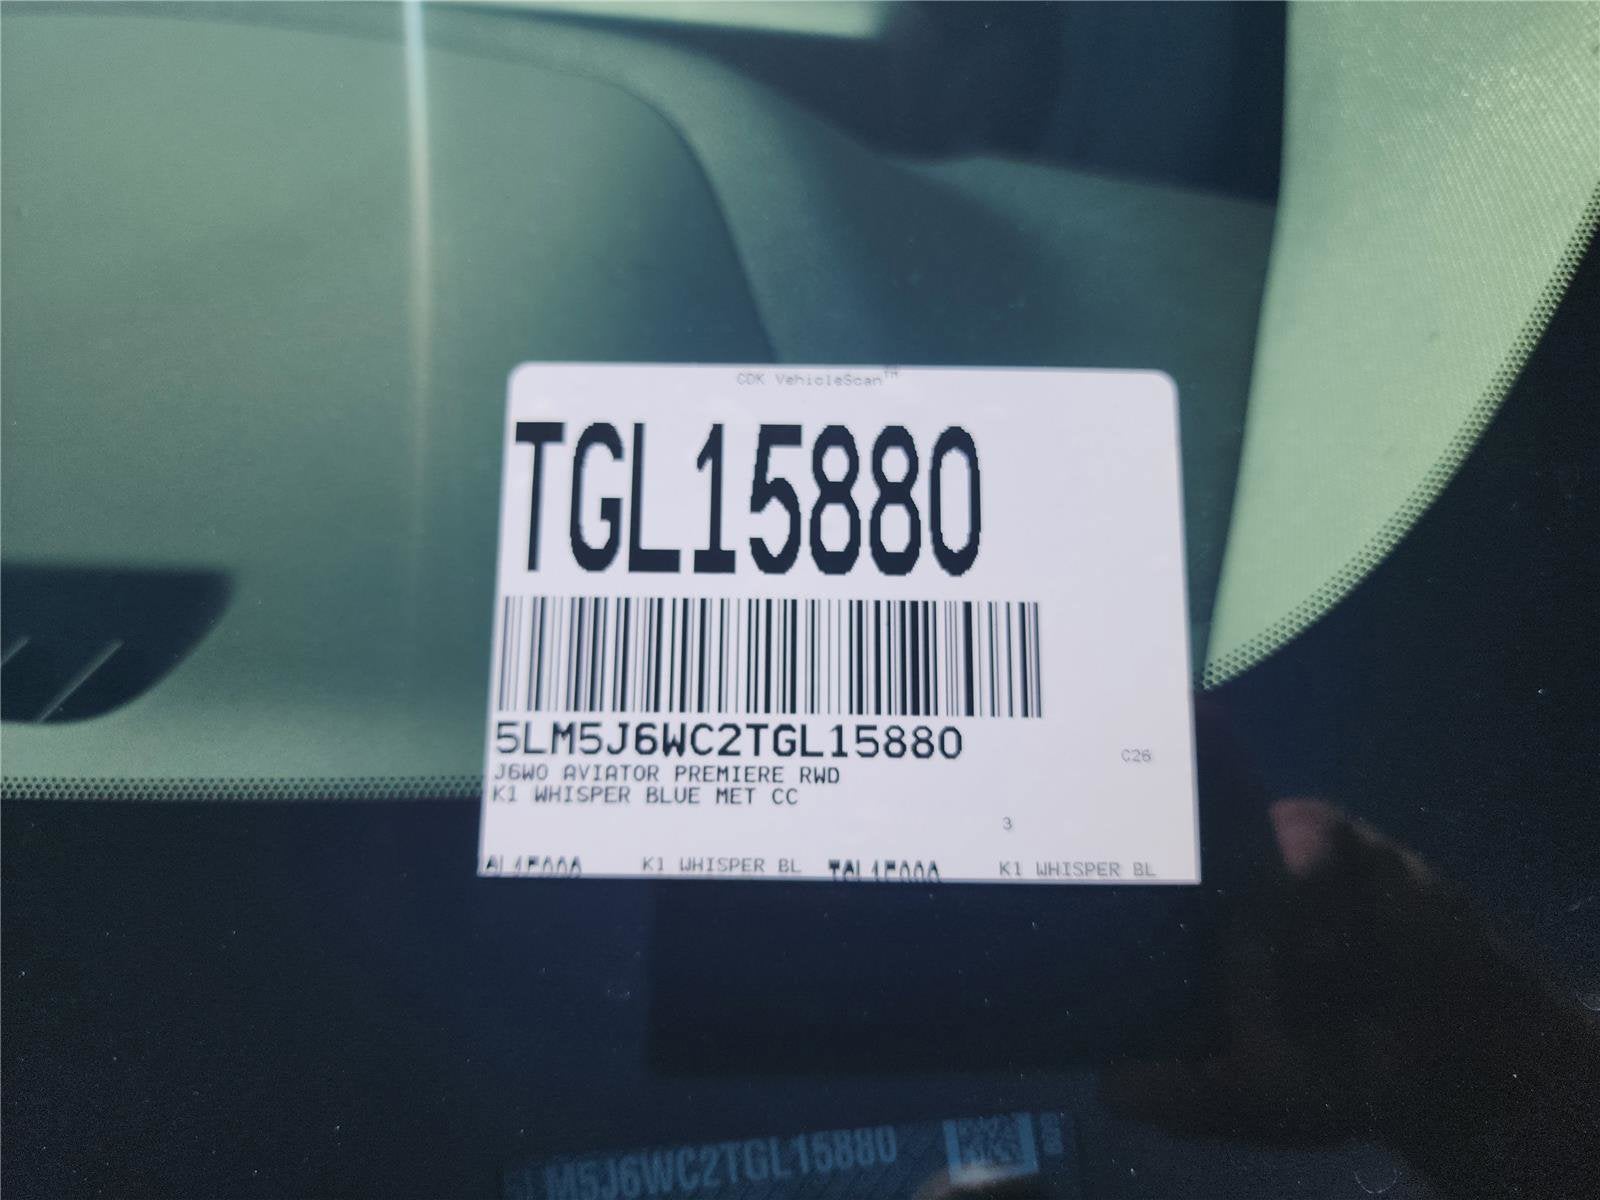 CDK VehicleScan™
TGL15880
5LM5J6WC2TGL15880
C26
J6W0 AVIATOR PREMIERE RWD
K1 WHISPER BLUE MET CC
3
K1 WHISPER BL
K1 WHISPER BL
5LM5J6WC2TGL15880